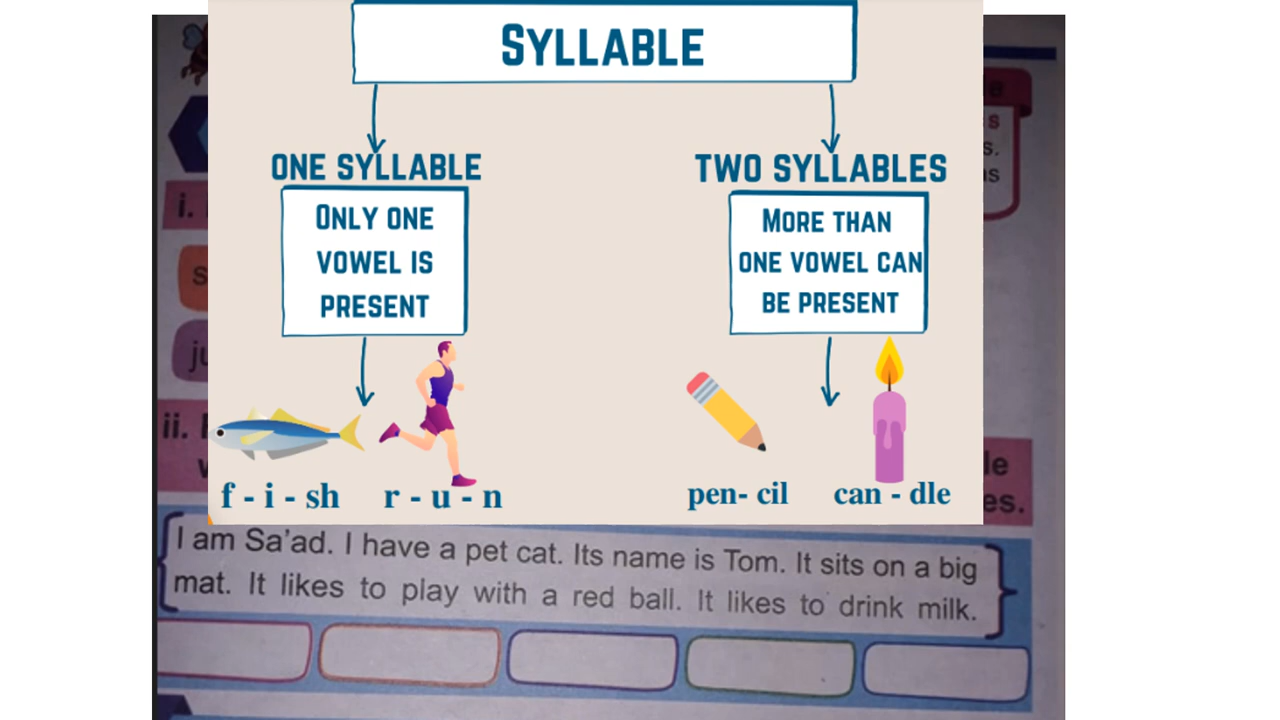 SYLLABLE
ONE SYLLABLE
TWO SYLLABLES
ONLY ONE
VOWEL IS
PRESENT
MORE THAN
ONE VOWEL CAN
BE PRESENT
f - i - sh
r - u - n
pen- cil
can - dle
i.
ii.
I am Sa'ad. I have a pet cat. Its name is Tom. It sits on a big
mat. It likes to play with a red ball. It likes to drink milk.